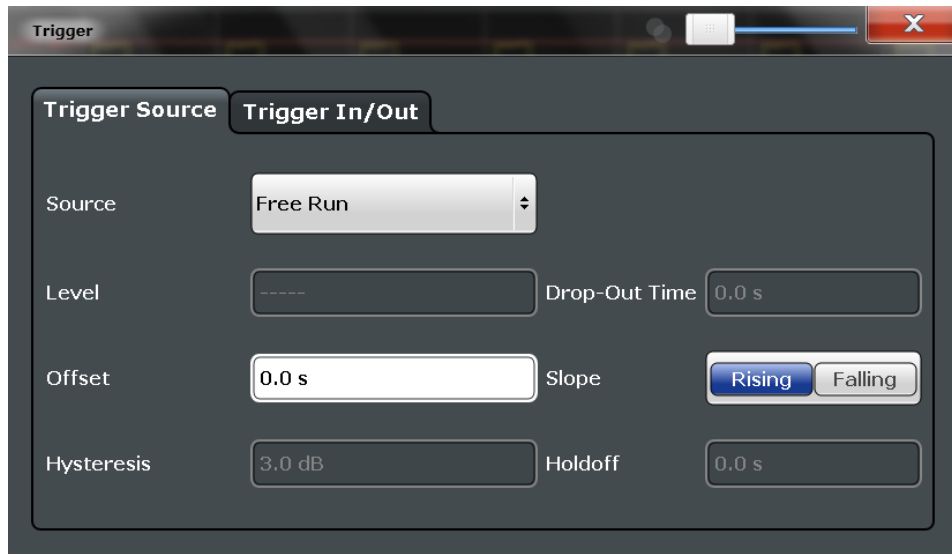 Trigger
X
Trigger Source Trigger In/Out
Source Free Run
Level ----- Drop-Out Time 0.0 s
Offset 0.0 s Slope Rising Falling
Hysteresis 3.0 dB Holdoff 0.0 s